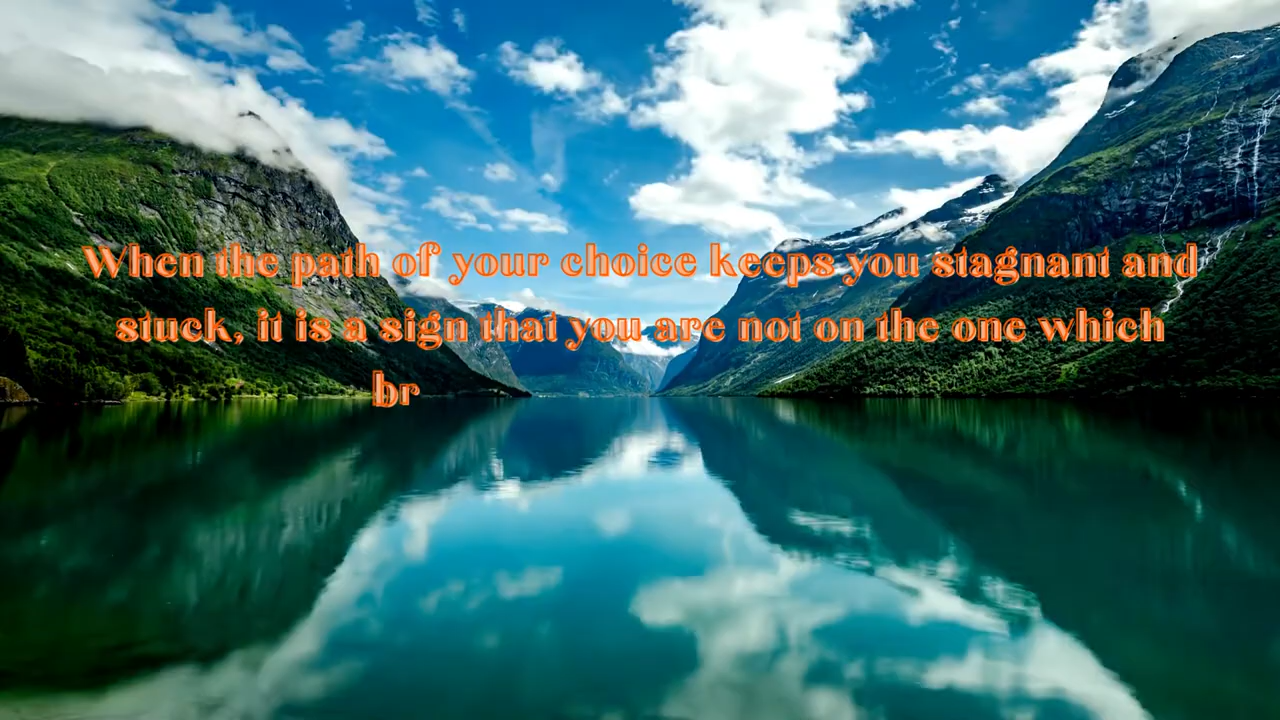 When the path of your choice keeps you stagnant and
stuck, it is a sign that you are not on the one which
br